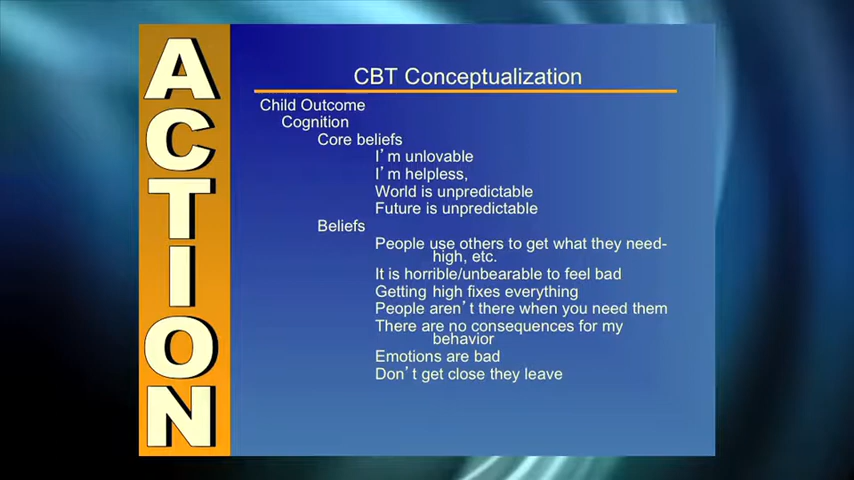 ACTION
CBT Conceptualization
Child Outcome
Cognition
Core beliefs
I’m unlovable
I’m helpless,
World is unpredictable
Future is unpredictable
Beliefs
People use others to get what they need-
high, etc.
It is horrible/unbearable to feel bad
Getting high fixes everything
People aren’t there when you need them
There are no consequences for my
behavior
Emotions are bad
Don’t get close they leave